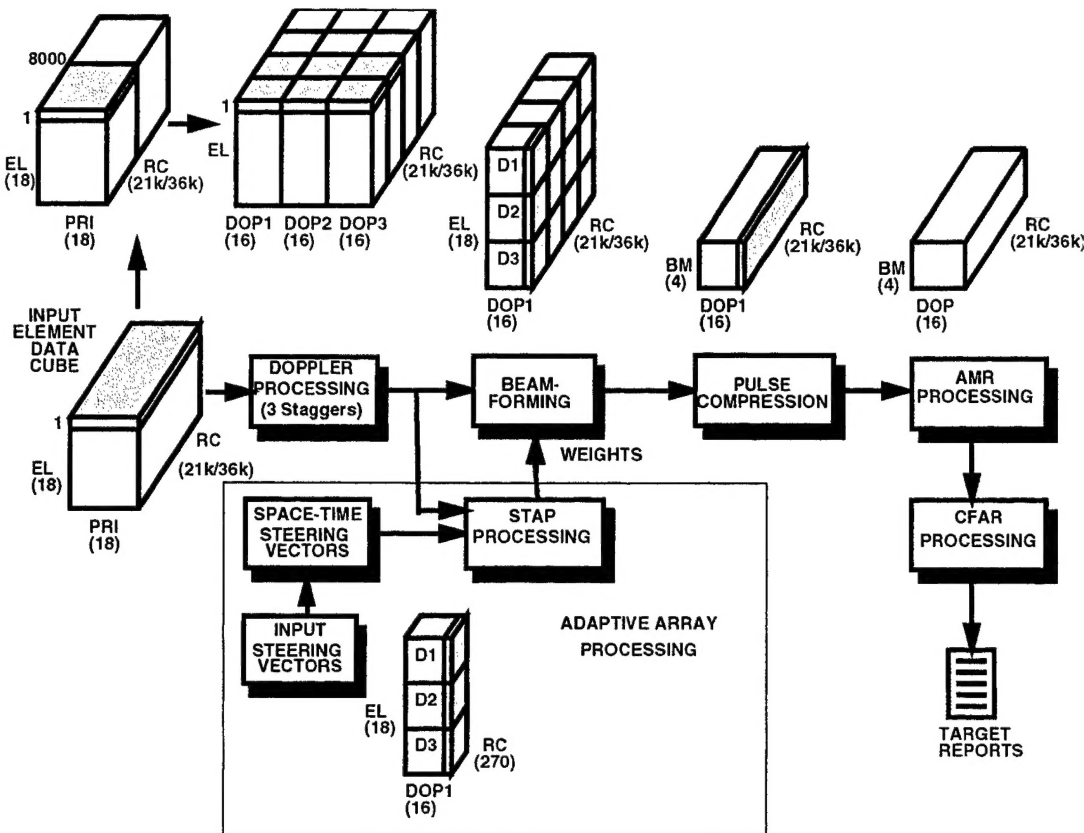 8000
1
EL
(18)
PRI
(18)
RC
(21k/36k)
1
EL
DOP1
(16)
DOP2
(16)
DOP3
(16)
RC
(21k/36k)
D1
D2
D3
EL
(18)
DOP1
(16)
RC
(21k/36k)
BM
(4)
DOP1
(16)
RC
(21k/36k)
BM
(4)
DOP
(16)
RC
(21k/36k)
INPUT
ELEMENT
DATA
CUBE
1
EL
(18)
PRI
(18)
RC
(21k/36k)
DOPPLER
PROCESSING
(3 Staggers)
BEAM-
FORMING
PULSE
COMPRESSION
AMR
PROCESSING
WEIGHTS
SPACE-TIME
STEERING
VECTORS
STAP
PROCESSING
CFAR
PROCESSING
INPUT
STEERING
VECTORS
ADAPTIVE ARRAY
PROCESSING
D1
D2
D3
EL
(18)
DOP1
(16)
RC
(270)
TARGET
REPORTS